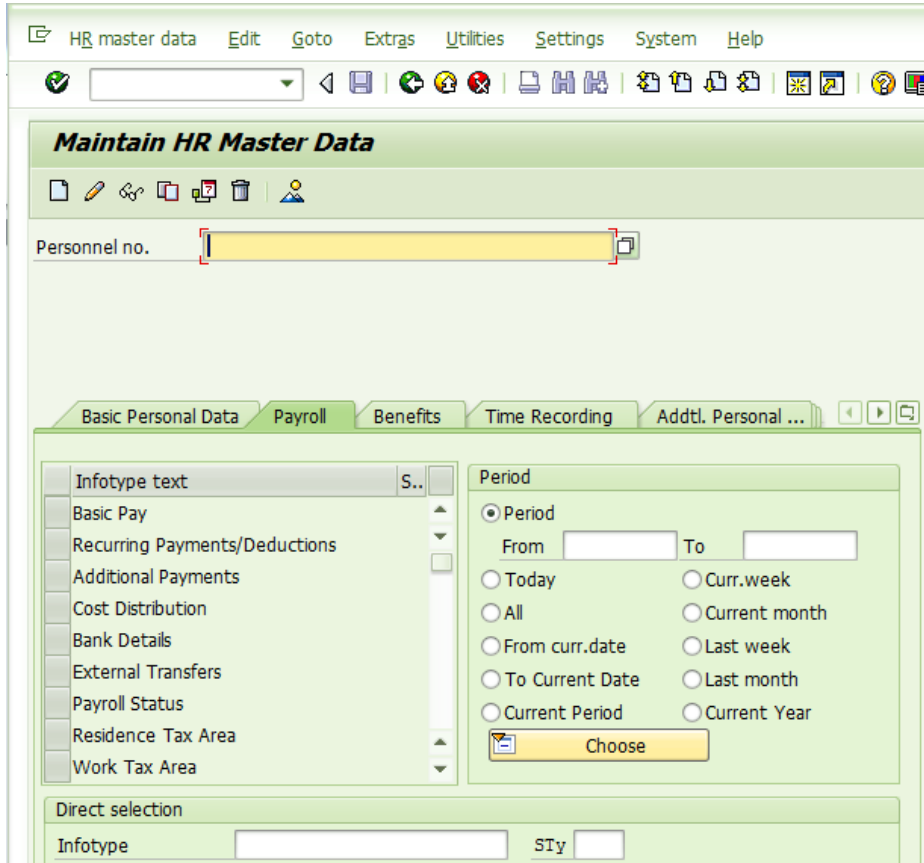 HR master data Edit Goto Extras Utilities Settings System Help
Maintain HR Master Data
Personnel no.
Basic Personal Data Payroll Benefits Time Recording Addtl. Personal ...
Infotype text S..
Basic Pay
Recurring Payments/Deductions
Additional Payments
Cost Distribution
Bank Details
External Transfers
Payroll Status
Residence Tax Area
Work Tax Area
Period
Period
From To
Today Curr.week
All Current month
From curr.date Last week
To Current Date Last month
Current Period Current Year
Choose
Direct selection
Infotype STy